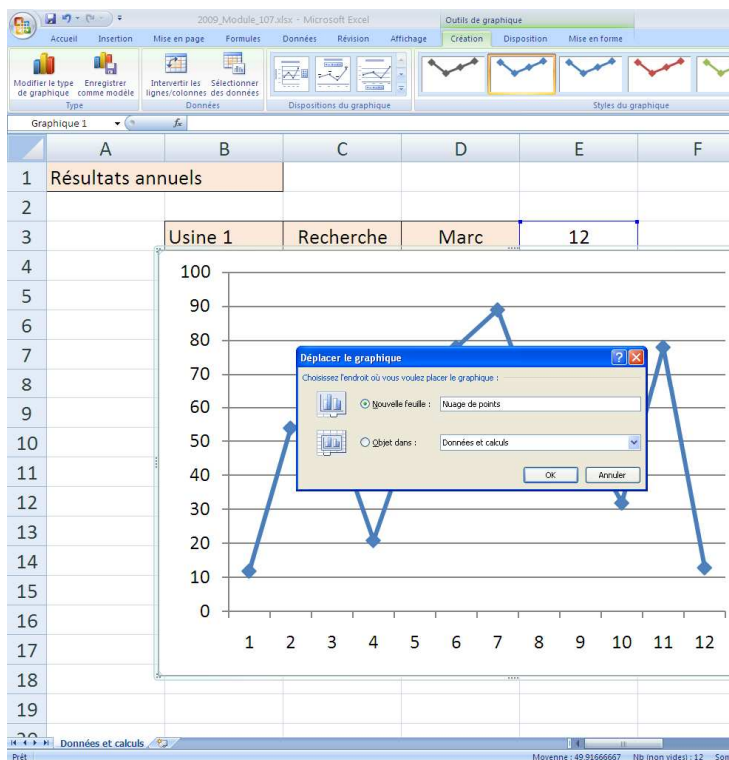 2009_Module_107.xlsx - Microsoft Excel
Outils de graphique
Accueil Insertion Mise en page Formules Données Révision Affichage Création Disposition Mise en forme
Modifier le type de graphique
Enregistrer comme modèle
Intervertir les lignes/colonnes
Sélectionner des données
Type Données Dispositions du graphique Styles du graphique
Graphique 1 fx
A B C D E F
1 Résultats annuels
2
3 Usine 1 Recherche Marc 12
4
5
6
7
8
9
10
11
12
13
14
15
16
17
18
19
100
90
80
70
60
50
40
30
20
10
0
1 2 3 4 5 6 7 8 9 10 11 12
Déplacer le graphique
Choisissez l'endroit où vous voulez placer le graphique :
Nouvelle feuille : Nuage de points
Objet dans : Données et calculs
OK Annuler
Données et calculs
Prêt Moyenne : 49.91666667 Nb (non vides) : 12